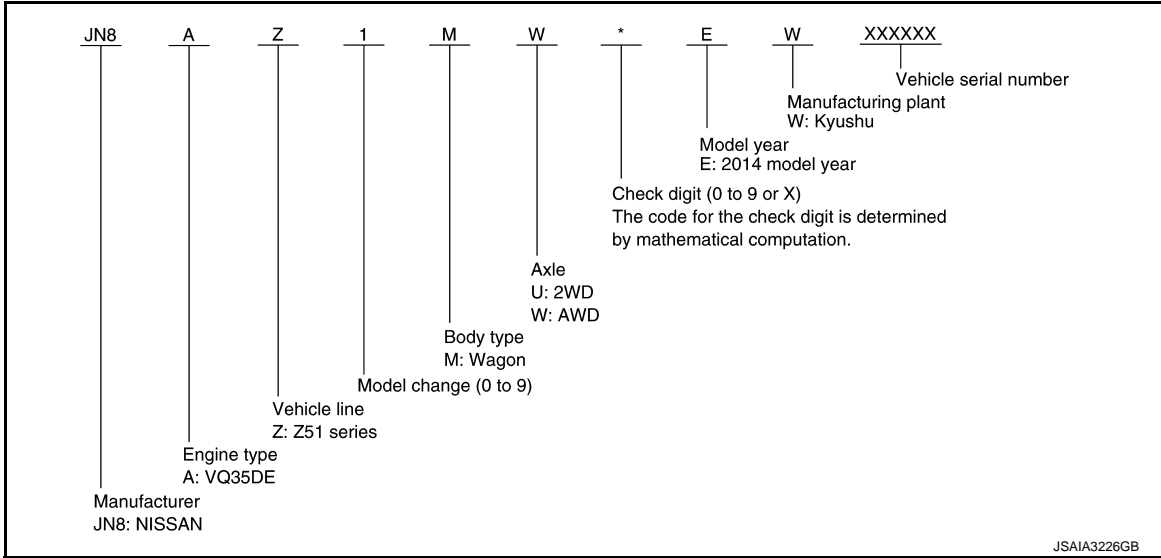 JN8 A Z 1 M W * E W XXXXXX
Vehicle serial number
Manufacturing plant
W: Kyushu
Model year
E: 2014 model year
Check digit (0 to 9 or X)
The code for the check digit is determined
by mathematical computation.
Axle
U: 2WD
W: AWD
Body type
M: Wagon
Model change (0 to 9)
Vehicle line
Z: Z51 series
Engine type
A: VQ35DE
Manufacturer
JN8: NISSAN
JSAIA3226GB